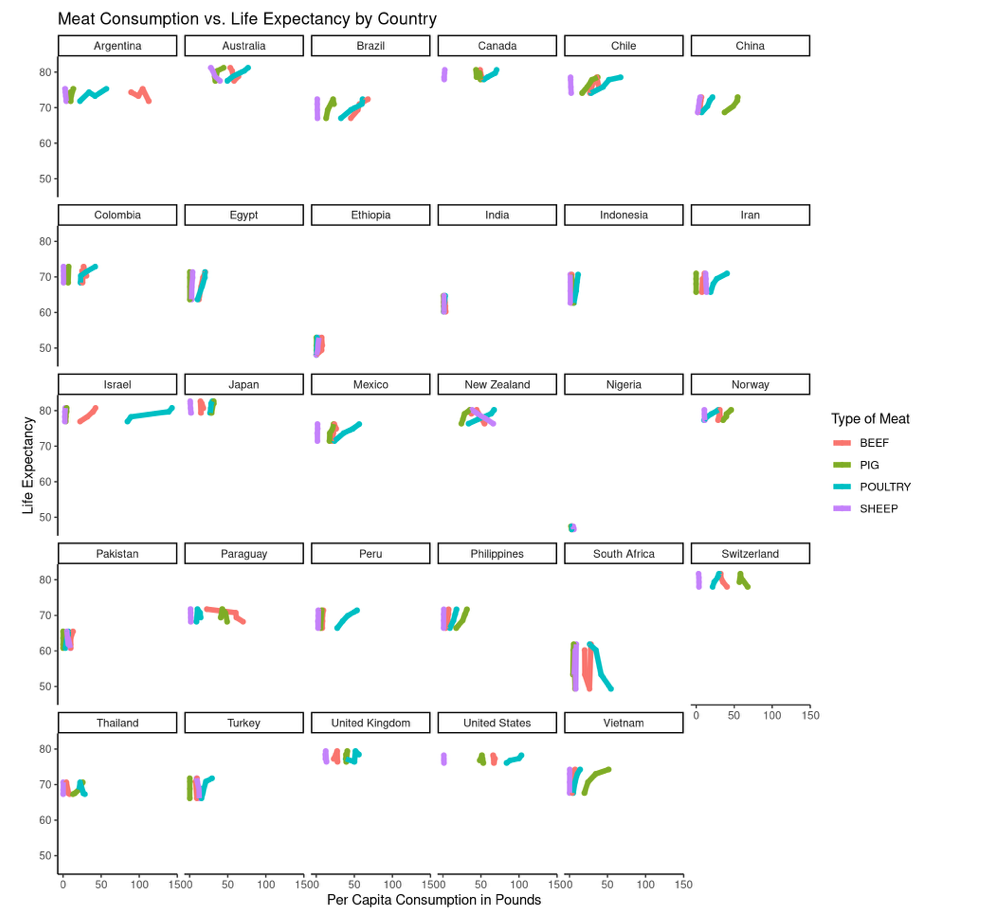 Meat Consumption vs. Life Expectancy by Country
Argentina Australia Brazil Canada Chile China
80
70
60
50
Colombia Egypt Ethiopia India Indonesia Iran
80
70
60
50
Israel Japan Mexico New Zealand Nigeria Norway
80
70
60
50
Life Expectancy
Type of Meat
BEEF
PIG
POULTRY
SHEEP
Pakistan Paraguay Peru Philippines South Africa Switzerland
80
70
60
50
0 50 100 150
Thailand Turkey United Kingdom United States Vietnam
80
70
60
50
0 50 100 150 0 50 100 150 0 50 100 150 0 50 100 150 0 50 100 150
Per Capita Consumption in Pounds